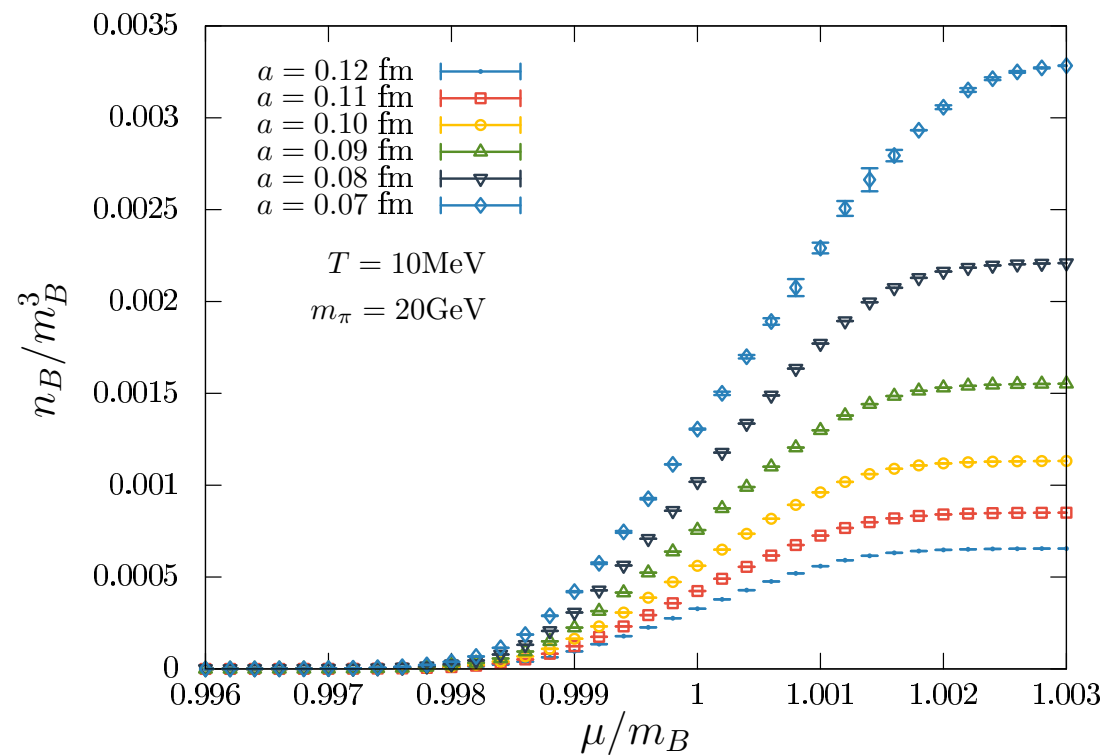 0.0035
0.003
0.0025
0.002
0.0015
0.001
0.0005
0
n_B/m_B^3
a = 0.12 fm
a = 0.11 fm
a = 0.10 fm
a = 0.09 fm
a = 0.08 fm
a = 0.07 fm
T = 10MeV
m_π = 20GeV
0.996 0.997 0.998 0.999 1 1.001 1.002 1.003
μ/m_B